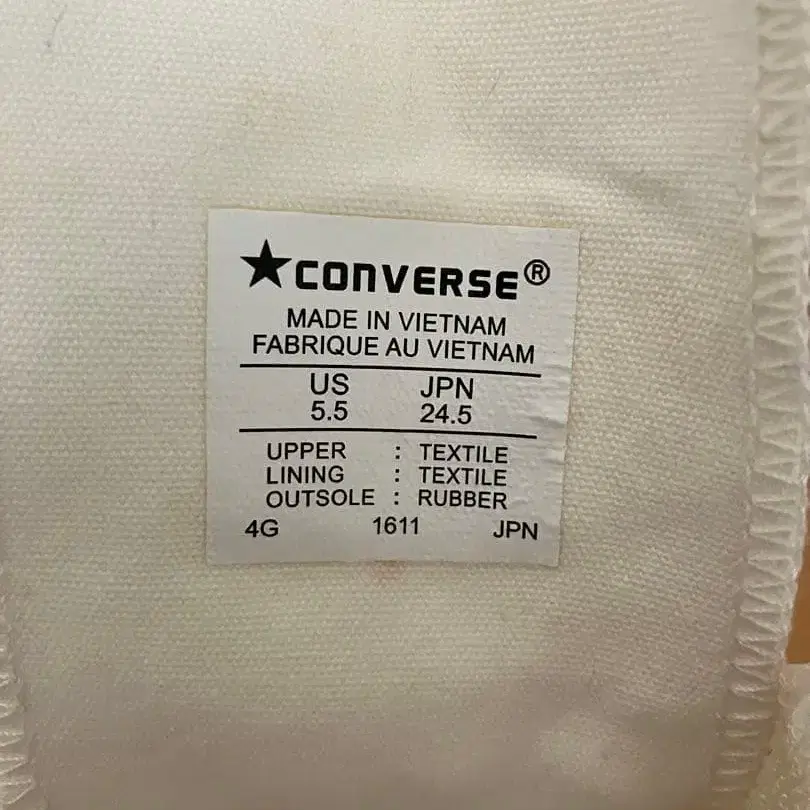 ★CONVERSE®
MADE IN VIETNAM
FABRIQUE AU VIETNAM
US JPN
5.5 24.5
UPPER : TEXTILE
LINING : TEXTILE
OUTSOLE : RUBBER
4G 1611 JPN